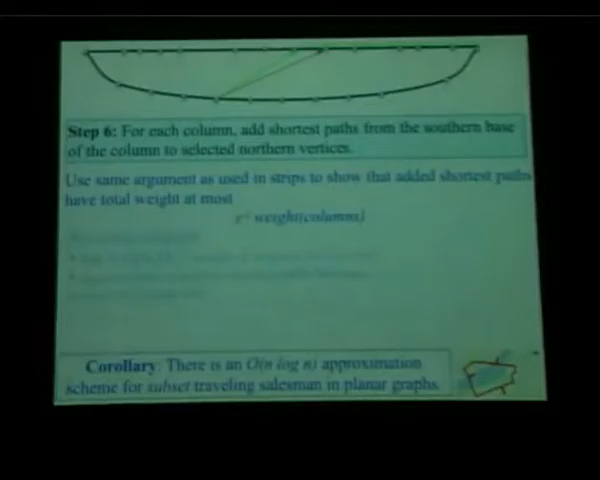 Step 6: For each column, add shortest paths from the southern base
of the column to selected northern vertices.
Use same argument as used in strips to show that added shortest paths
have total weight at most
weight(columns)
Corollary: There is an O(n log n) approximation
scheme for subset traveling salesman in planar graphs.